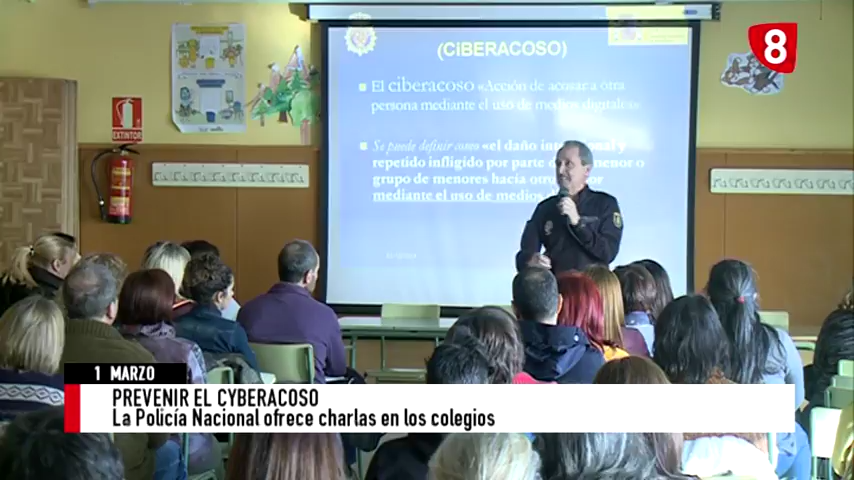 (CiBERACOSO)
8
El ciberacoso «Acción de acosar a otra
persona mediante el uso de medios digitales»
EXTINTOR
Se puede definir como «el daño y
repetido infligido por parte menor o
grupo de menores hacia
mediante el uso de medios
1 MARZO
PREVENIR EL CYBERACOSO
La Policía Nacional ofrece charlas en los colegios
8